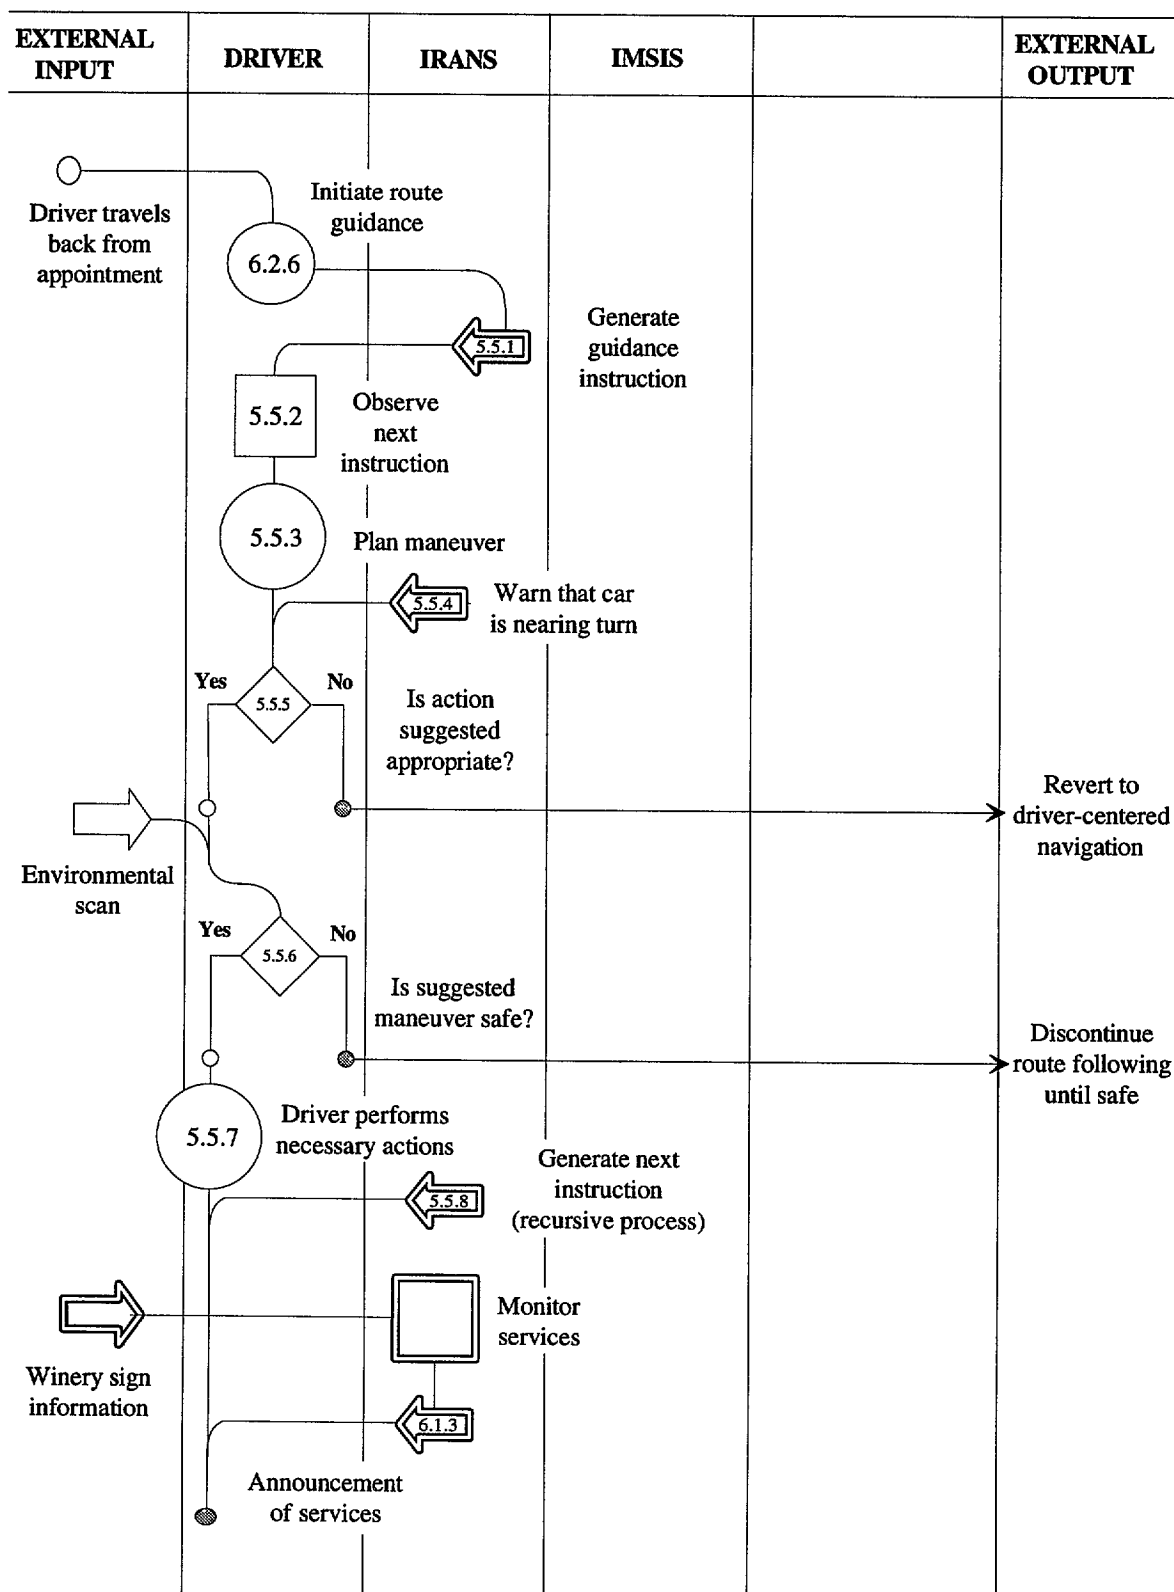 EXTERNAL
INPUT
DRIVER
IRANS
IMSIS
EXTERNAL
OUTPUT
Driver travels
back from
appointment
Initiate route
guidance
6.2.6
5.5.1
Generate
guidance
instruction
5.5.2
Observe
next
instruction
5.5.3
Plan maneuver
5.5.4
Warn that car
is nearing turn
Yes
No
5.5.5
Is action
suggested
appropriate?
Revert to
driver-centered
navigation
Environmental
scan
Yes
No
5.5.6
Is suggested
maneuver safe?
Discontinue
route following
until safe
5.5.7
Driver performs
necessary actions
5.5.8
Generate next
instruction
(recursive process)
Monitor
services
Winery sign
information
6.1.3
Announcement
of services